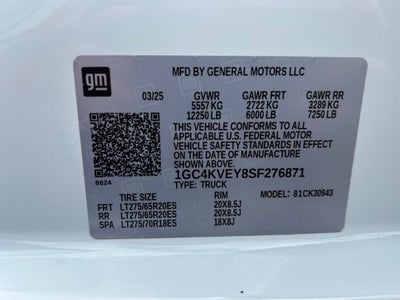 gm
MFD BY GENERAL MOTORS LLC
03/25 GVWR GAWR FRT GAWR RR
5557 KG 2722 KG 3289 KG
12250 LB 6000 LB 7250 LB
THIS VEHICLE CONFORMS TO ALL
APPLICABLE U.S. FEDERAL MOTOR
VEHICLE SAFETY STANDARDS IN
EFFECT ON THE DATE OF MANUFACTURE
SHOWN ABOVE.
1GC4KVEY8SF276871
B624 TYPE: TRUCK
MODEL: 81CK30943
TIRE SIZE RIM
FRT LT275/65R20ES 20X8.5J
RR LT275/65R20ES 20X8.5J
SPA LT275/70R18ES 18X8J